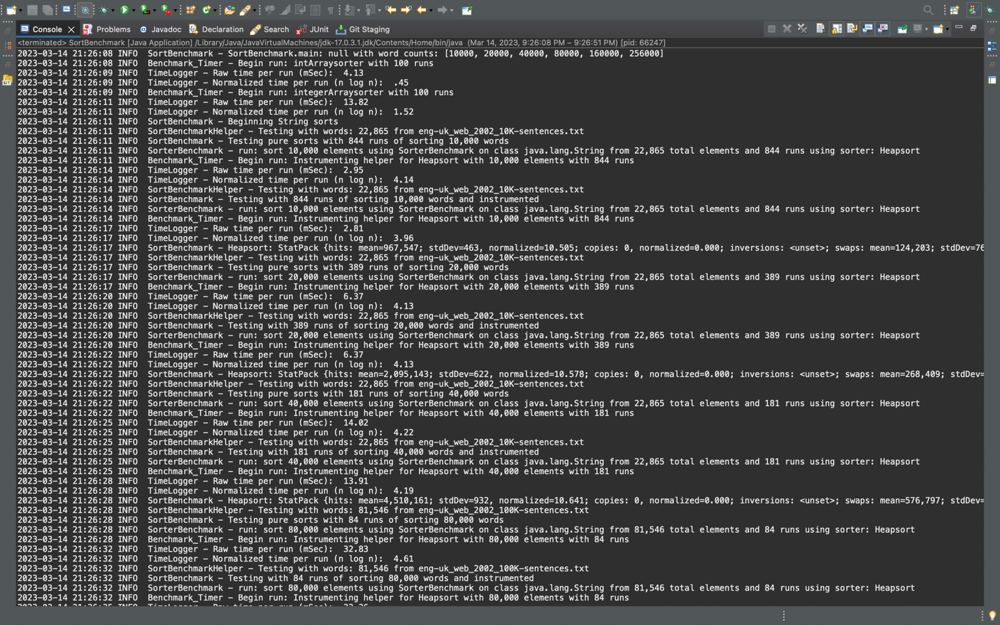 Console Problems Javadoc Declaration Search JUnit Git Staging
<terminated> SortBenchmark [Java Application] /Library/Java/JavaVirtualMachines/jdk-17.0.3.1.jdk/Contents/Home/bin/java (Mar 14, 2023, 9:26:08 PM – 9:26:51 PM) [pid: 66247]
2023-03-14 21:26:08 INFO  SortBenchmark - SortBenchmark.main: null with word counts: [10000, 20000, 40000, 80000, 160000, 256000]
2023-03-14 21:26:08 INFO  Benchmark_Timer - Begin run: intArraysorter with 100 runs
2023-03-14 21:26:09 INFO  TimeLogger - Raw time per run (mSec):  4.13
2023-03-14 21:26:09 INFO  TimeLogger - Normalized time per run (n log n):  .45
2023-03-14 21:26:09 INFO  Benchmark_Timer - Begin run: integerArraysorter with 100 runs
2023-03-14 21:26:11 INFO  TimeLogger - Raw time per run (mSec):  13.82
2023-03-14 21:26:11 INFO  TimeLogger - Normalized time per run (n log n):  1.52
2023-03-14 21:26:11 INFO  SortBenchmark - Beginning String sorts
2023-03-14 21:26:11 INFO  SortBenchmarkHelper - Testing with words: 22,865 from eng-uk_web_2002_10K-sentences.txt
2023-03-14 21:26:11 INFO  SortBenchmark - Testing pure sorts with 844 runs of sorting 10,000 words
2023-03-14 21:26:11 INFO  SorterBenchmark - run: sort 10,000 elements using SorterBenchmark on class java.lang.String from 22,865 total elements and 844 runs using sorter: Heapsort
2023-03-14 21:26:11 INFO  Benchmark_Timer - Begin run: Instrumenting helper for Heapsort with 10,000 elements with 844 runs
2023-03-14 21:26:14 INFO  TimeLogger - Raw time per run (mSec):  2.95
2023-03-14 21:26:14 INFO  TimeLogger - Normalized time per run (n log n):  4.14
2023-03-14 21:26:14 INFO  SortBenchmarkHelper - Testing with words: 22,865 from eng-uk_web_2002_10K-sentences.txt
2023-03-14 21:26:14 INFO  SortBenchmark - Testing with 844 runs of sorting 10,000 words and instrumented
2023-03-14 21:26:14 INFO  SorterBenchmark - run: sort 10,000 elements using SorterBenchmark on class java.lang.String from 22,865 total elements and 844 runs using sorter: Heapsort
2023-03-14 21:26:14 INFO  Benchmark_Timer - Begin run: Instrumenting helper for Heapsort with 10,000 elements with 844 runs
2023-03-14 21:26:17 INFO  TimeLogger - Raw time per run (mSec):  2.81
2023-03-14 21:26:17 INFO  TimeLogger - Normalized time per run (n log n):  3.96
2023-03-14 21:26:17 INFO  SortBenchmark - Heapsort: StatPack {hits: mean=967,547; stdDev=463, normalized=10.505; copies: 0, normalized=0.000; inversions: <unset>; swaps: mean=124,203; stdDev=76
2023-03-14 21:26:17 INFO  SortBenchmarkHelper - Testing with words: 22,865 from eng-uk_web_2002_10K-sentences.txt
2023-03-14 21:26:17 INFO  SortBenchmark - Testing pure sorts with 389 runs of sorting 20,000 words
2023-03-14 21:26:17 INFO  SorterBenchmark - run: sort 20,000 elements using SorterBenchmark on class java.lang.String from 22,865 total elements and 389 runs using sorter: Heapsort
2023-03-14 21:26:17 INFO  Benchmark_Timer - Begin run: Instrumenting helper for Heapsort with 20,000 elements with 389 runs
2023-03-14 21:26:20 INFO  TimeLogger - Raw time per run (mSec):  6.37
2023-03-14 21:26:20 INFO  TimeLogger - Normalized time per run (n log n):  4.13
2023-03-14 21:26:20 INFO  SortBenchmarkHelper - Testing with words: 22,865 from eng-uk_web_2002_10K-sentences.txt
2023-03-14 21:26:20 INFO  SortBenchmark - Testing with 389 runs of sorting 20,000 words and instrumented
2023-03-14 21:26:20 INFO  SorterBenchmark - run: sort 20,000 elements using SorterBenchmark on class java.lang.String from 22,865 total elements and 389 runs using sorter: Heapsort
2023-03-14 21:26:20 INFO  Benchmark_Timer - Begin run: Instrumenting helper for Heapsort with 20,000 elements with 389 runs
2023-03-14 21:26:22 INFO  TimeLogger - Raw time per run (mSec):  6.37
2023-03-14 21:26:22 INFO  TimeLogger - Normalized time per run (n log n):  4.13
2023-03-14 21:26:22 INFO  SortBenchmark - Heapsort: StatPack {hits: mean=2,095,143; stdDev=622, normalized=10.578; copies: 0, normalized=0.000; inversions: <unset>; swaps: mean=268,409; stdDev=
2023-03-14 21:26:22 INFO  SortBenchmarkHelper - Testing with words: 22,865 from eng-uk_web_2002_10K-sentences.txt
2023-03-14 21:26:22 INFO  SortBenchmark - Testing pure sorts with 181 runs of sorting 40,000 words
2023-03-14 21:26:22 INFO  SorterBenchmark - run: sort 40,000 elements using SorterBenchmark on class java.lang.String from 22,865 total elements and 181 runs using sorter: Heapsort
2023-03-14 21:26:22 INFO  Benchmark_Timer - Begin run: Instrumenting helper for Heapsort with 40,000 elements with 181 runs
2023-03-14 21:26:25 INFO  TimeLogger - Raw time per run (mSec):  14.02
2023-03-14 21:26:25 INFO  TimeLogger - Normalized time per run (n log n):  4.22
2023-03-14 21:26:25 INFO  SortBenchmarkHelper - Testing with words: 22,865 from eng-uk_web_2002_10K-sentences.txt
2023-03-14 21:26:25 INFO  SortBenchmark - Testing with 181 runs of sorting 40,000 words and instrumented
2023-03-14 21:26:25 INFO  SorterBenchmark - run: sort 40,000 elements using SorterBenchmark on class java.lang.String from 22,865 total elements and 181 runs using sorter: Heapsort
2023-03-14 21:26:25 INFO  Benchmark_Timer - Begin run: Instrumenting helper for Heapsort with 40,000 elements with 181 runs
2023-03-14 21:26:28 INFO  TimeLogger - Raw time per run (mSec):  13.91
2023-03-14 21:26:28 INFO  TimeLogger - Normalized time per run (n log n):  4.19
2023-03-14 21:26:28 INFO  SortBenchmark - Heapsort: StatPack {hits: mean=4,510,161; stdDev=932, normalized=10.641; copies: 0, normalized=0.000; inversions: <unset>; swaps: mean=576,797; stdDev=
2023-03-14 21:26:28 INFO  SortBenchmarkHelper - Testing with words: 81,546 from eng-uk_web_2002_100K-sentences.txt
2023-03-14 21:26:28 INFO  SortBenchmark - Testing pure sorts with 84 runs of sorting 80,000 words
2023-03-14 21:26:28 INFO  SorterBenchmark - run: sort 80,000 elements using SorterBenchmark on class java.lang.String from 81,546 total elements and 84 runs using sorter: Heapsort
2023-03-14 21:26:28 INFO  Benchmark_Timer - Begin run: Instrumenting helper for Heapsort with 80,000 elements with 84 runs
2023-03-14 21:26:32 INFO  TimeLogger - Raw time per run (mSec):  32.83
2023-03-14 21:26:32 INFO  TimeLogger - Normalized time per run (n log n):  4.61
2023-03-14 21:26:32 INFO  SortBenchmarkHelper - Testing with words: 81,546 from eng-uk_web_2002_100K-sentences.txt
2023-03-14 21:26:32 INFO  SortBenchmark - Testing with 84 runs of sorting 80,000 words and instrumented
2023-03-14 21:26:32 INFO  SorterBenchmark - run: sort 80,000 elements using SorterBenchmark on class java.lang.String from 81,546 total elements and 84 runs using sorter: Heapsort
2023-03-14 21:26:32 INFO  Benchmark_Timer - Begin run: Instrumenting helper for Heapsort with 80,000 elements with 84 runs